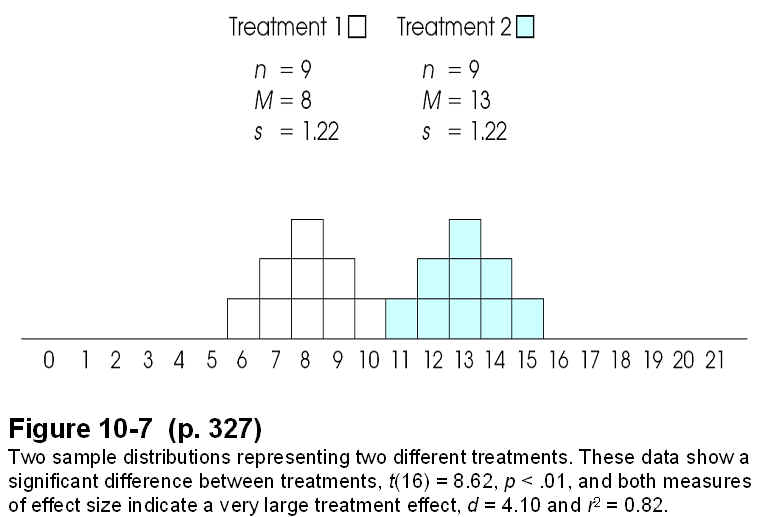 Treatment 1 Treatment 2
n = 9 n = 9
M = 8 M = 13
s = 1.22 s = 1.22
0 1 2 3 4 5 6 7 8 9 10 11 12 13 14 15 16 17 18 19 20 21
Figure 10-7 (p. 327)
Two sample distributions representing two different treatments. These data show a
significant difference between treatments, t(16) = 8.62, p < .01, and both measures
of effect size indicate a very large treatment effect, d = 4.10 and r² = 0.82.